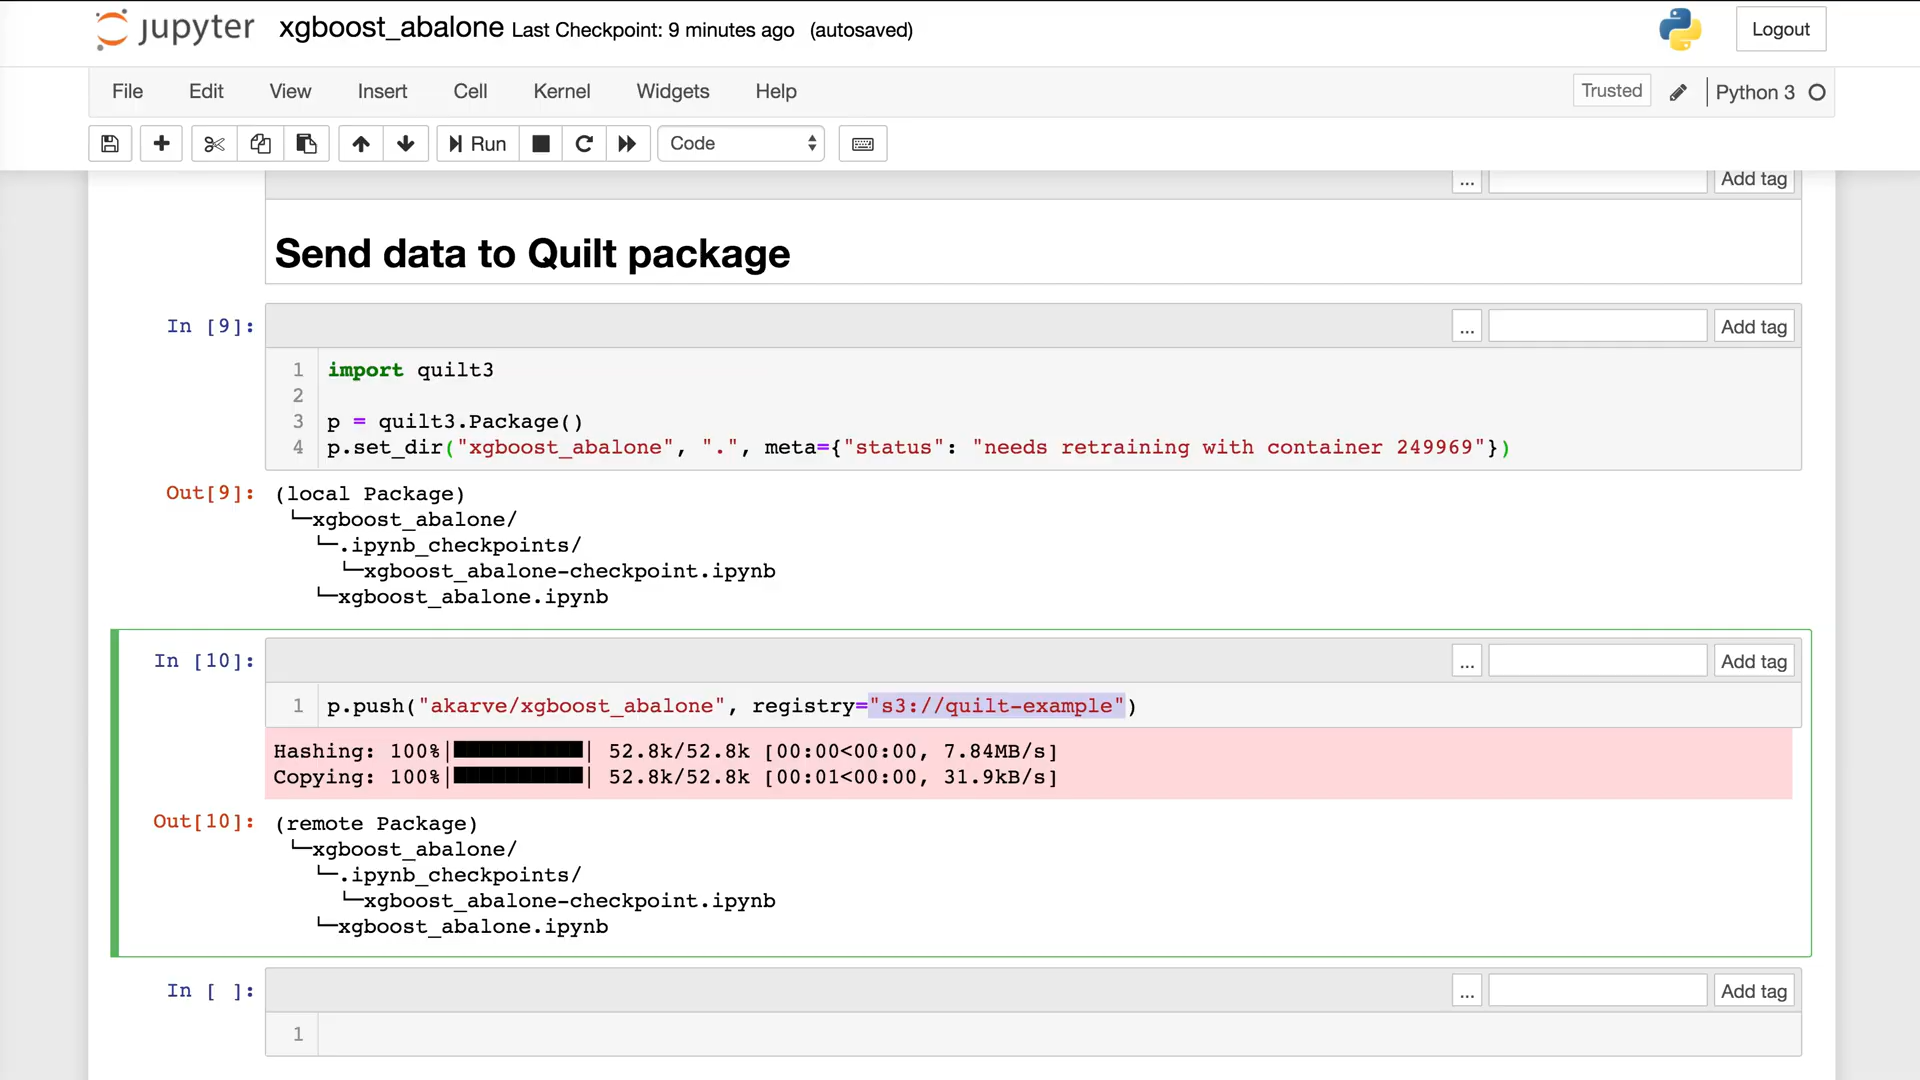 jupyter xgboost_abalone Last Checkpoint: 9 minutes ago (autosaved) Logout
File Edit View Insert Cell Kernel Widgets Help Trusted Python 3
Run Code
... Add tag
Send data to Quilt package
In [9]: ... Add tag
1 import quilt3
2
3 p = quilt3.Package()
4 p.set_dir("xgboost_abalone", ".", meta={"status": "needs retraining with container 249969"})
Out[9]: (local Package)
└─xgboost_abalone/
└─.ipynb_checkpoints/
└─xgboost_abalone-checkpoint.ipynb
└─xgboost_abalone.ipynb
In [10]: ... Add tag
1 p.push("akarve/xgboost_abalone", registry="s3://quilt-example")
Hashing: 100%|██████████| 52.8k/52.8k [00:00<00:00, 7.84MB/s]
Copying: 100%|██████████| 52.8k/52.8k [00:01<00:00, 31.9kB/s]
Out[10]: (remote Package)
└─xgboost_abalone/
└─.ipynb_checkpoints/
└─xgboost_abalone-checkpoint.ipynb
└─xgboost_abalone.ipynb
In [ ]: ... Add tag
1